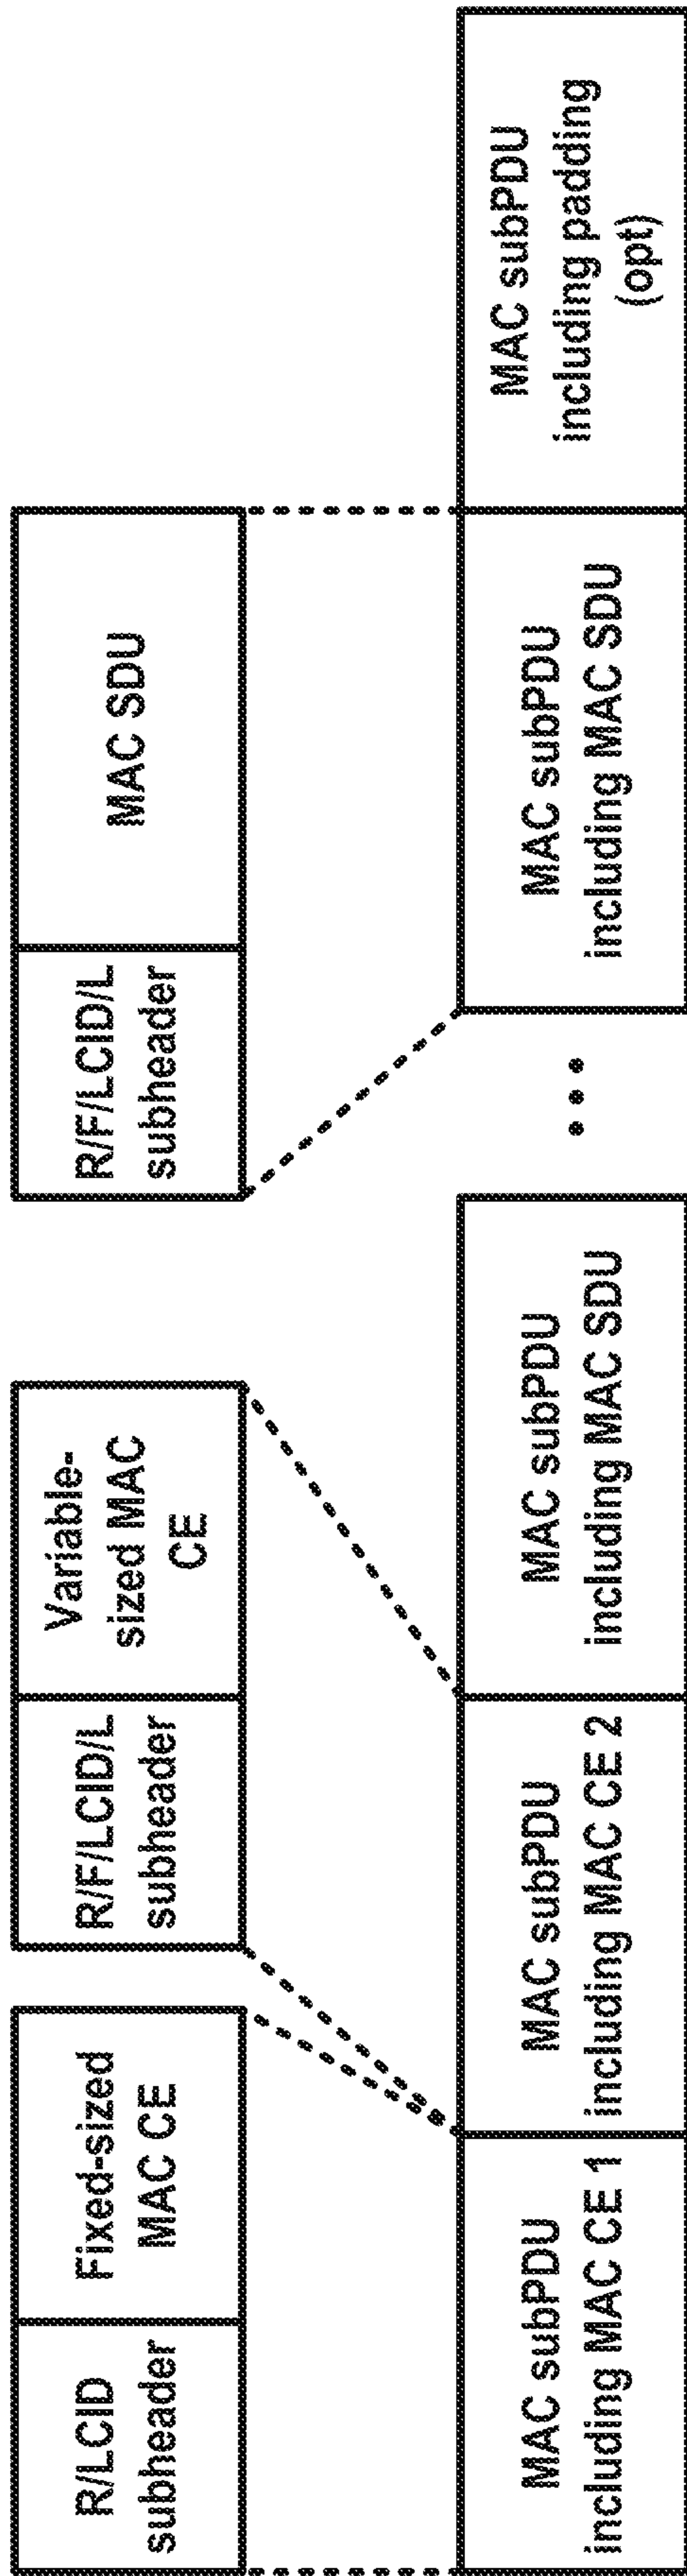 R/LCID
subheader
Fixed-sized
MAC CE
R/F/LCID/L
subheader
Variable-
sized MAC
CE
R/F/LCID/L
subheader
MAC SDU
MAC subPDU
including MAC CE 1
MAC subPDU
including MAC CE 2
MAC subPDU
including MAC SDU
•••
MAC subPDU
including MAC SDU
MAC subPDU
including padding
(opt)